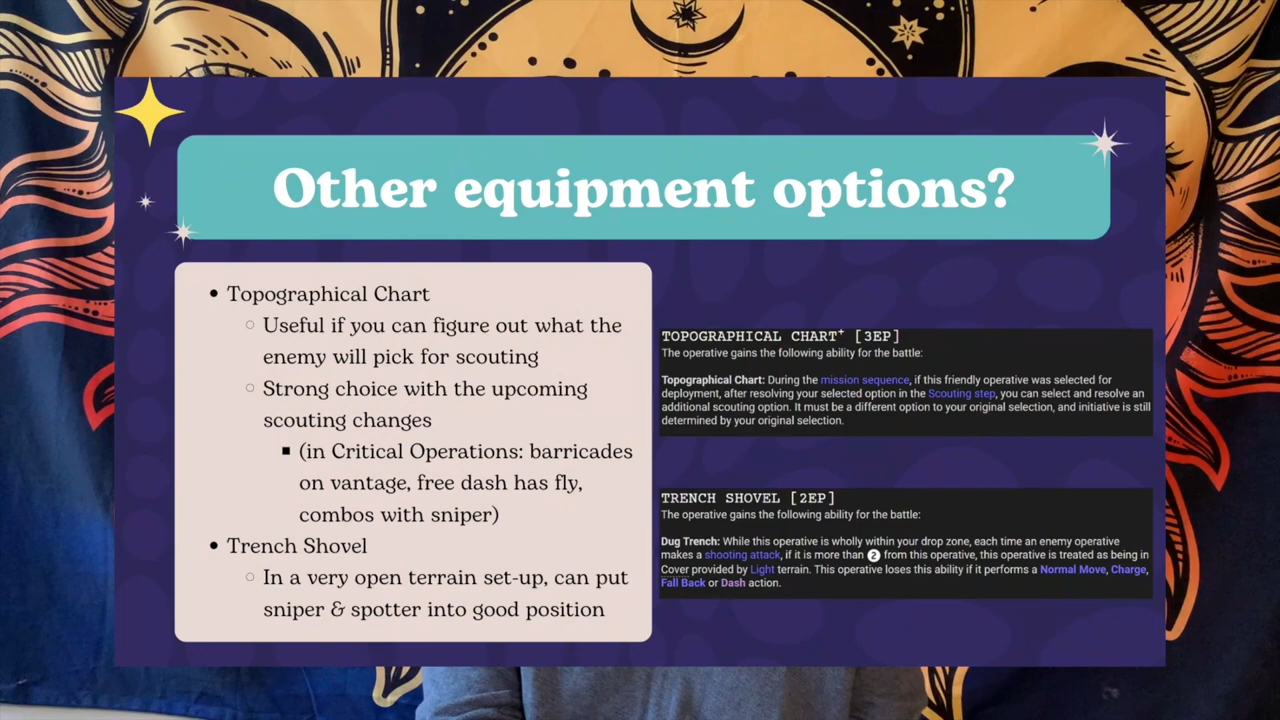 Other equipment options?
• Topographical Chart
○ Useful if you can figure out what the
enemy will pick for scouting
○ Strong choice with the upcoming
scouting changes
▪ (in Critical Operations: barricades
on vantage, free dash has fly,
combos with sniper)
• Trench Shovel
○ In a very open terrain set-up, can put
sniper & spotter into good position
TOPOGRAPHICAL CHART+ [3EP]
The operative gains the following ability for the battle:
Topographical Chart: During the mission sequence, if this friendly operative was selected for
deployment, after resolving your selected option in the Scouting step, you can select and resolve an
additional scouting option. It must be a different option to your original selection, and initiative is still
determined by your original selection.
TRENCH SHOVEL [2EP]
The operative gains the following ability for the battle:
Dug Trench: While this operative is wholly within your drop zone, each time an enemy operative
makes a shooting attack, if it is more than 2 from this operative, this operative is treated as being in
Cover provided by Light terrain. This operative loses this ability if it performs a Normal Move, Charge,
Fall Back or Dash action.